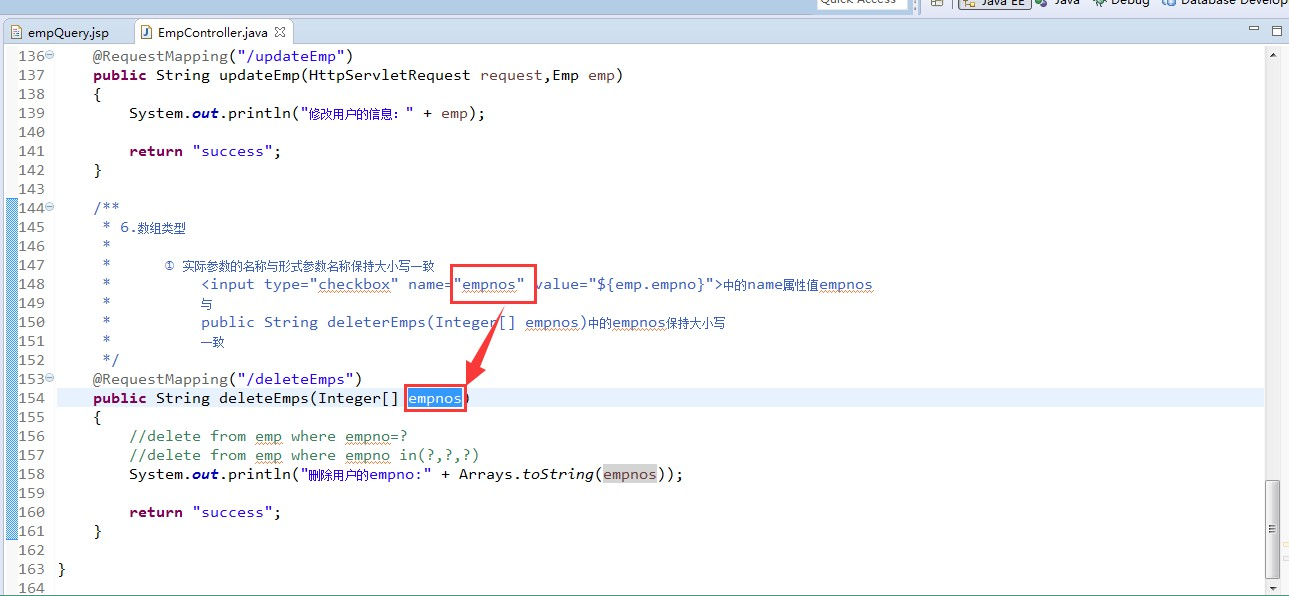 Quick Access
Java EE
Java
Debug
Database Develop
empQuery.jsp
EmpController.java
136 @RequestMapping("/updateEmp")
137 public String updateEmp(HttpServletRequest request,Emp emp)
138 {
139 System.out.println("修改用户的信息：" + emp);
140
141 return "success";
142 }
143
144 /**
145 * 6.数组类型
146 *
147 * ① 实际参数的名称与形式参数名称保持大小写一致
148 * <input type="checkbox" name="empnos" value="${emp.empno}">中的name属性值empnos
149 * 与
150 * public String deleterEmps(Integer[] empnos)中的empnos保持大小写
151 * 一致
152 */
153 @RequestMapping("/deleteEmps")
154 public String deleteEmps(Integer[] empnos)
155 {
156 //delete from emp where empno=?
157 //delete from emp where empno in(?,?,?)
158 System.out.println("删除用户的empno:" + Arrays.toString(empnos));
159
160 return "success";
161 }
162
163 }
164